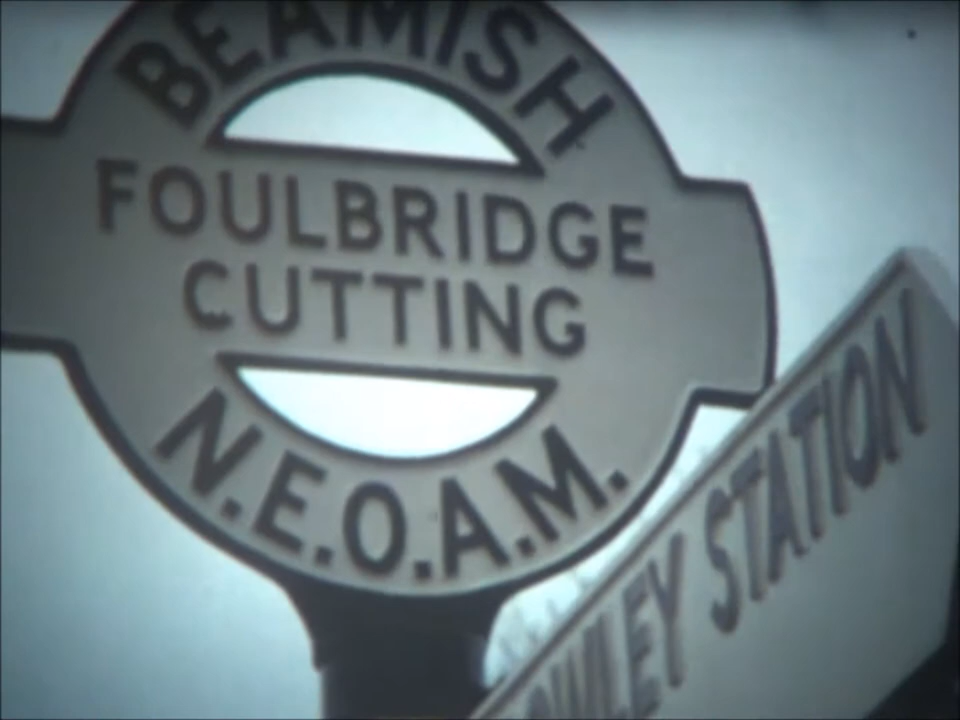 BEAMISH
FOULBRIDGE
CUTTING
N.E.O.A.M.
STATION